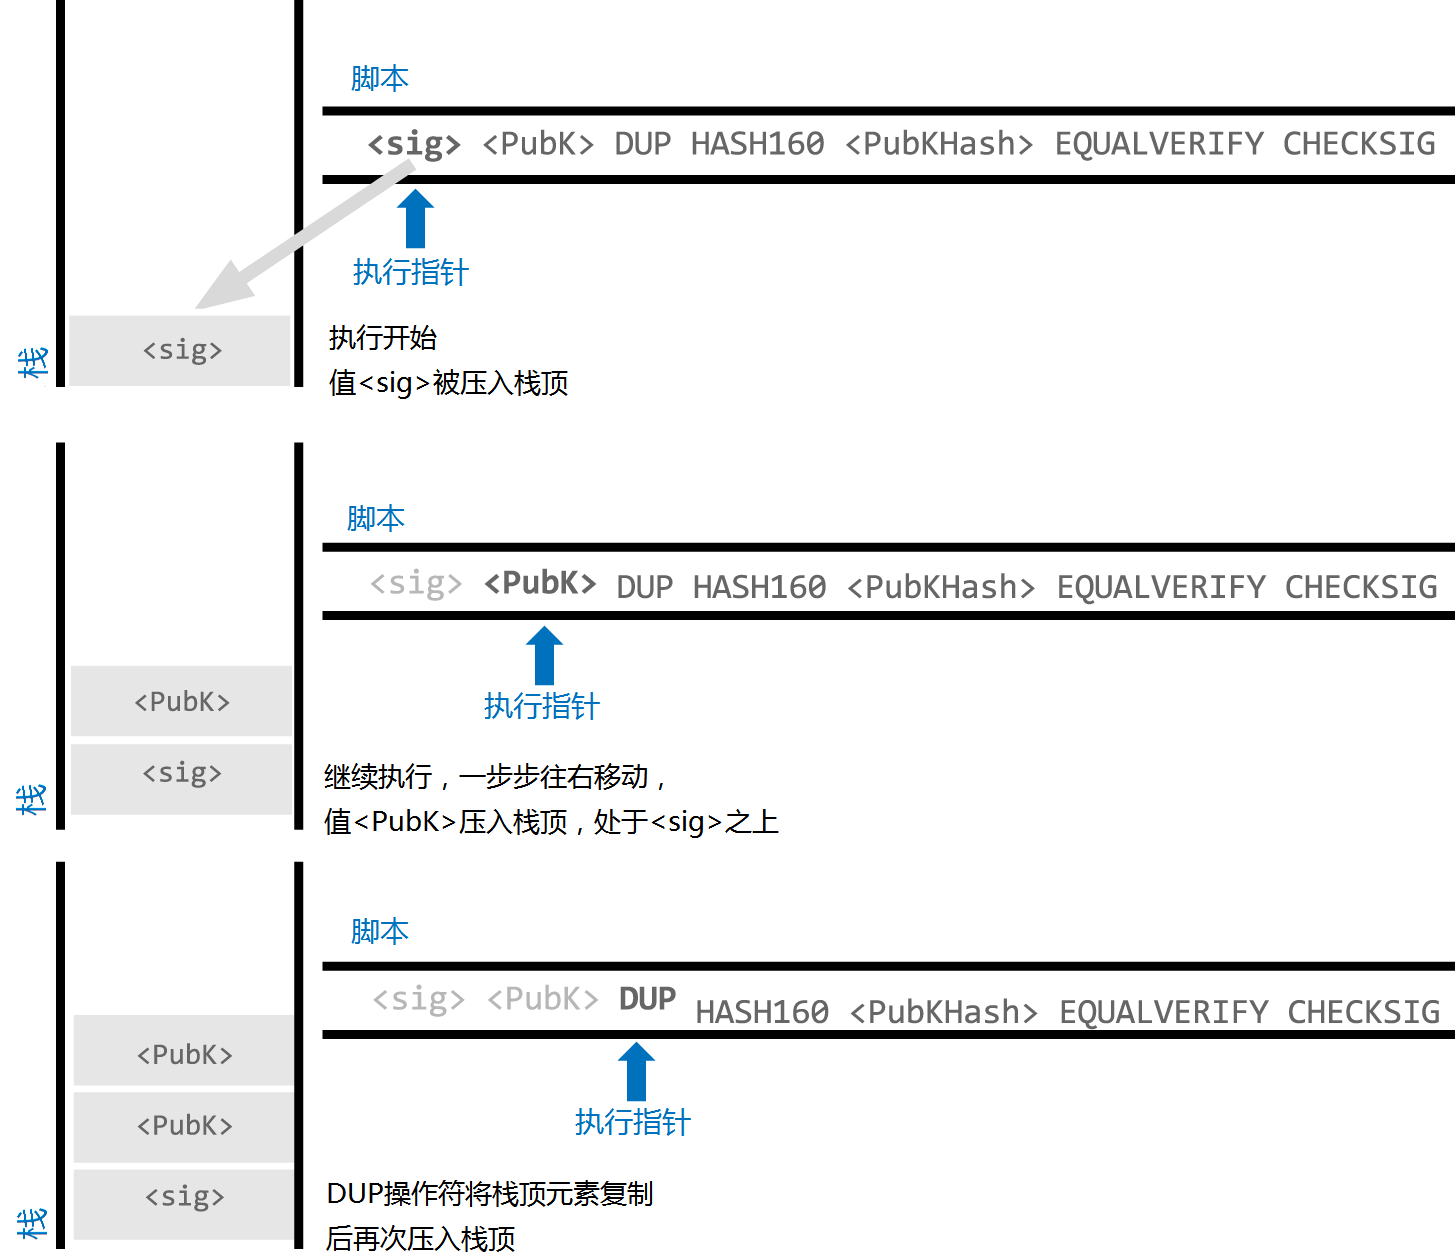 脚本
<sig> <PubK> DUP HASH160 <PubKHash> EQUALVERIFY CHECKSIG
执行指针
<sig>
栈
执行开始
值<sig>被压入栈顶
脚本
<sig> <PubK> DUP HASH160 <PubKHash> EQUALVERIFY CHECKSIG
执行指针
<PubK>
<sig>
栈
继续执行，一步步往右移动，
值<PubK>压入栈顶，处于<sig>之上
脚本
<sig> <PubK> DUP HASH160 <PubKHash> EQUALVERIFY CHECKSIG
执行指针
<PubK>
<PubK>
<sig>
栈
DUP操作符将栈顶元素复制
后再次压入栈顶